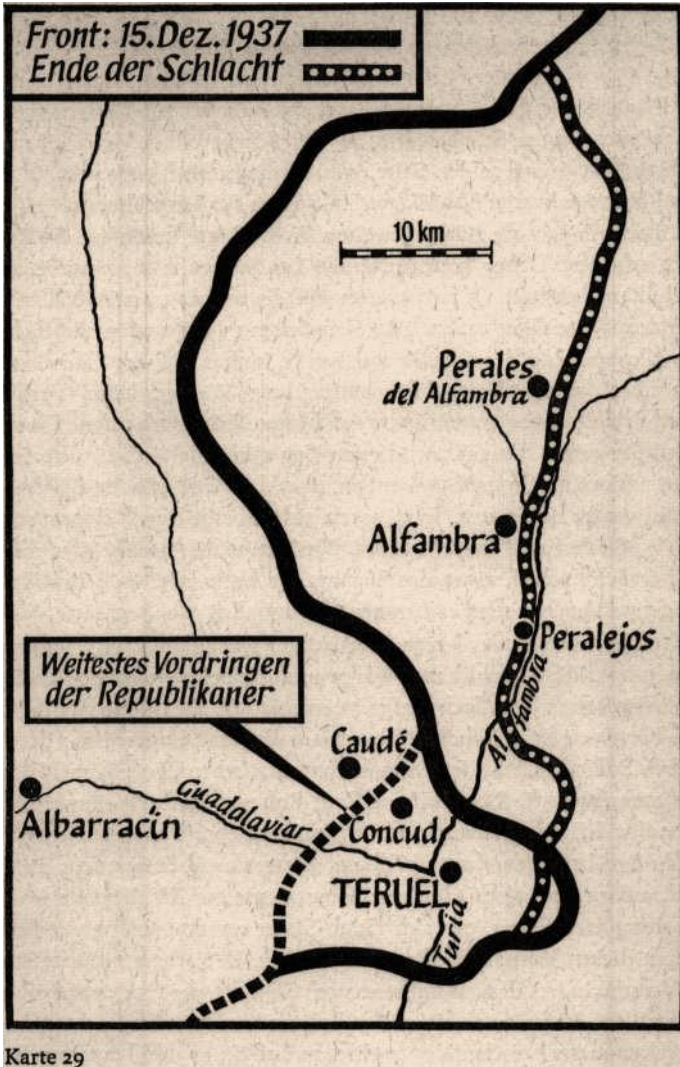 Front: 15. Dez. 1937
Ende der Schlacht
10 km
Perales
del Alfambra
Alfambra
Peralejos
Alfambra
Weitestes Vordringen
der Republikaner
Caudé
Albarracïn
Guadalaviar
Concud
TERUEL
Turia
Karte 29